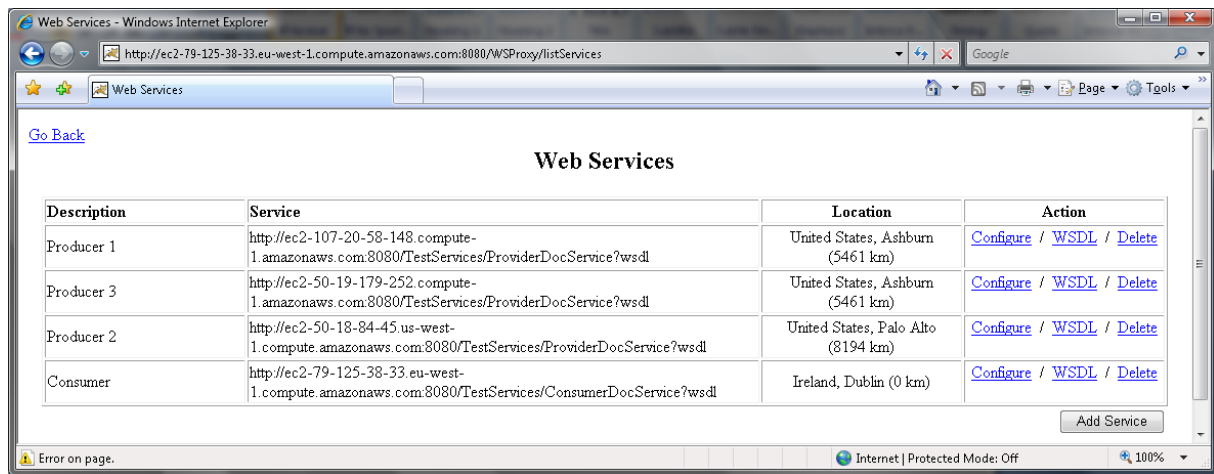 Web Services - Windows Internet Explorer
http://ec2-79-125-38-33.eu-west-1.compute.amazonaws.com:8080/WSProxy/listServices
Google
Web Services
Page
Tools
Go Back
Web Services
Description Service Location Action
Producer 1
http://ec2-107-20-58-148.compute-
1.amazonaws.com:8080/TestServices/ProviderDocService?wsdl
United States, Ashburn
(5461 km)
Configure / WSDL / Delete
Producer 3
http://ec2-50-19-179-252.compute-
1.amazonaws.com:8080/TestServices/ProviderDocService?wsdl
United States, Ashburn
(5461 km)
Configure / WSDL / Delete
Producer 2
http://ec2-50-18-84-45.us-west-
1.compute.amazonaws.com:8080/TestServices/ProviderDocService?wsdl
United States, Palo Alto
(8194 km)
Configure / WSDL / Delete
Consumer
http://ec2-79-125-38-33.eu-west-
1.compute.amazonaws.com:8080/TestServices/ConsumerDocService?wsdl
Ireland, Dublin (0 km)
Configure / WSDL / Delete
Add Service
Error on page.
Internet | Protected Mode: Off
100%